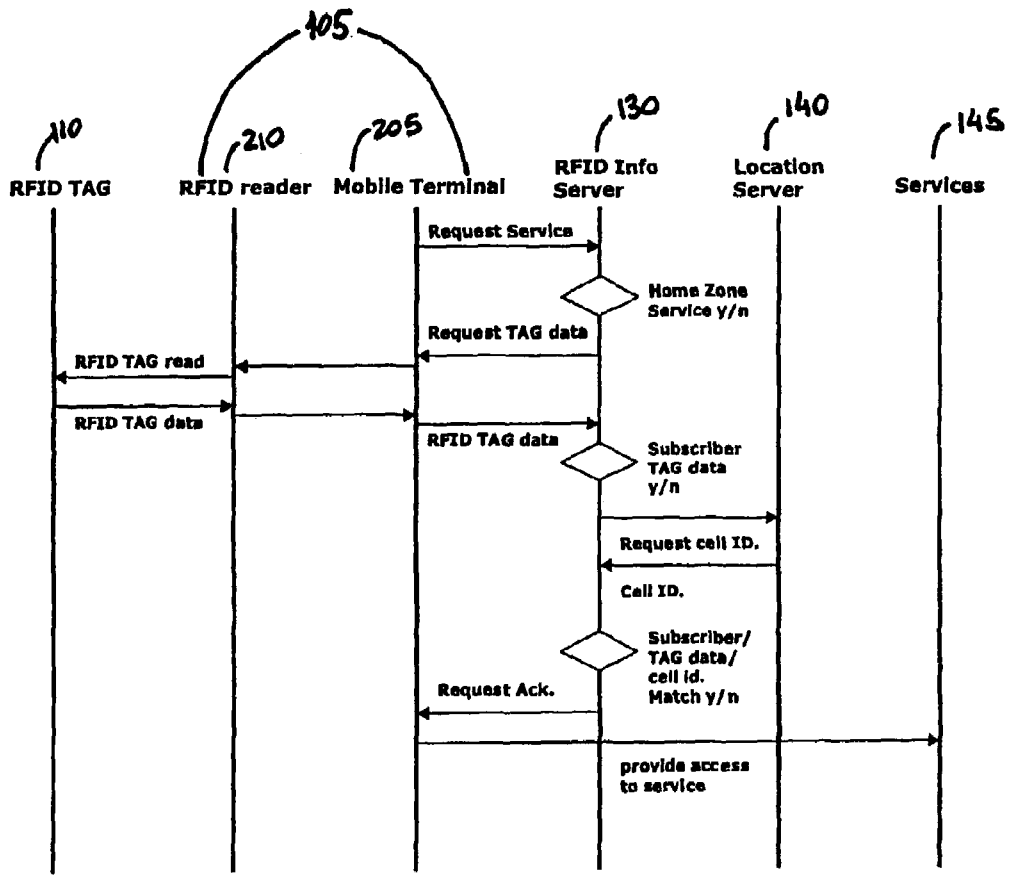 105
110
210
205
130
140
145
RFID TAG
RFID reader
Mobile Terminal
RFID Info
Server
Location
Server
Services
Request Service
Home Zone
Service y/n
Request TAG data
RFID TAG read
RFID TAG data
RFID TAG data
Subscriber
TAG data
y/n
Request cell ID.
Cell ID.
Subscriber/
TAG data/
cell id.
Match y/n
Request Ack.
provide access
to service